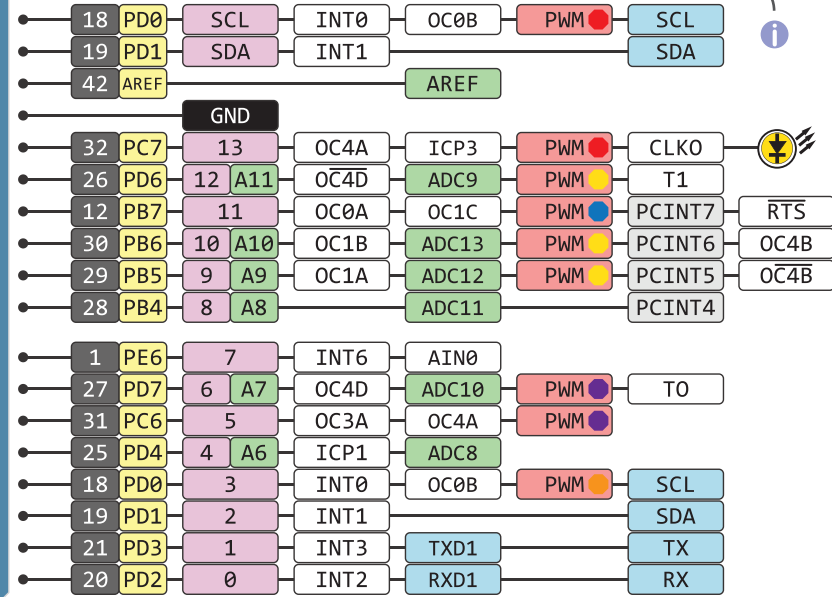 18 PD0 SCL INT0 OC0B PWM SCL
i
19 PD1 SDA INT1 SDA
42 AREF AREF
GND
32 PC7 13 OC4A ICP3 PWM CLKO
26 PD6 12 A11 OC4D ADC9 PWM T1
12 PB7 11 OC0A OC1C PWM PCINT7 RTS
30 PB6 10 A10 OC1B ADC13 PWM PCINT6 OC4B
29 PB5 9 A9 OC1A ADC12 PWM PCINT5 OC4B
28 PB4 8 A8 ADC11 PCINT4
1 PE6 7 INT6 AIN0
27 PD7 6 A7 OC4D ADC10 PWM TO
31 PC6 5 OC3A OC4A PWM
25 PD4 4 A6 ICP1 ADC8
18 PD0 3 INT0 OC0B PWM SCL
19 PD1 2 INT1 SDA
21 PD3 1 INT3 TXD1 TX
20 PD2 0 INT2 RXD1 RX